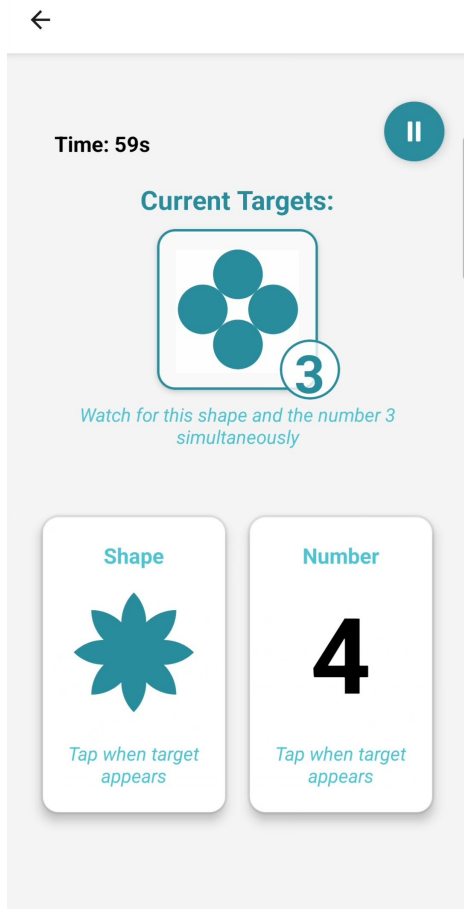 Time: 59s
Current Targets:
3
Watch for this shape and the number 3
simultaneously
Shape
Tap when target
appears
Number
4
Tap when target
appears